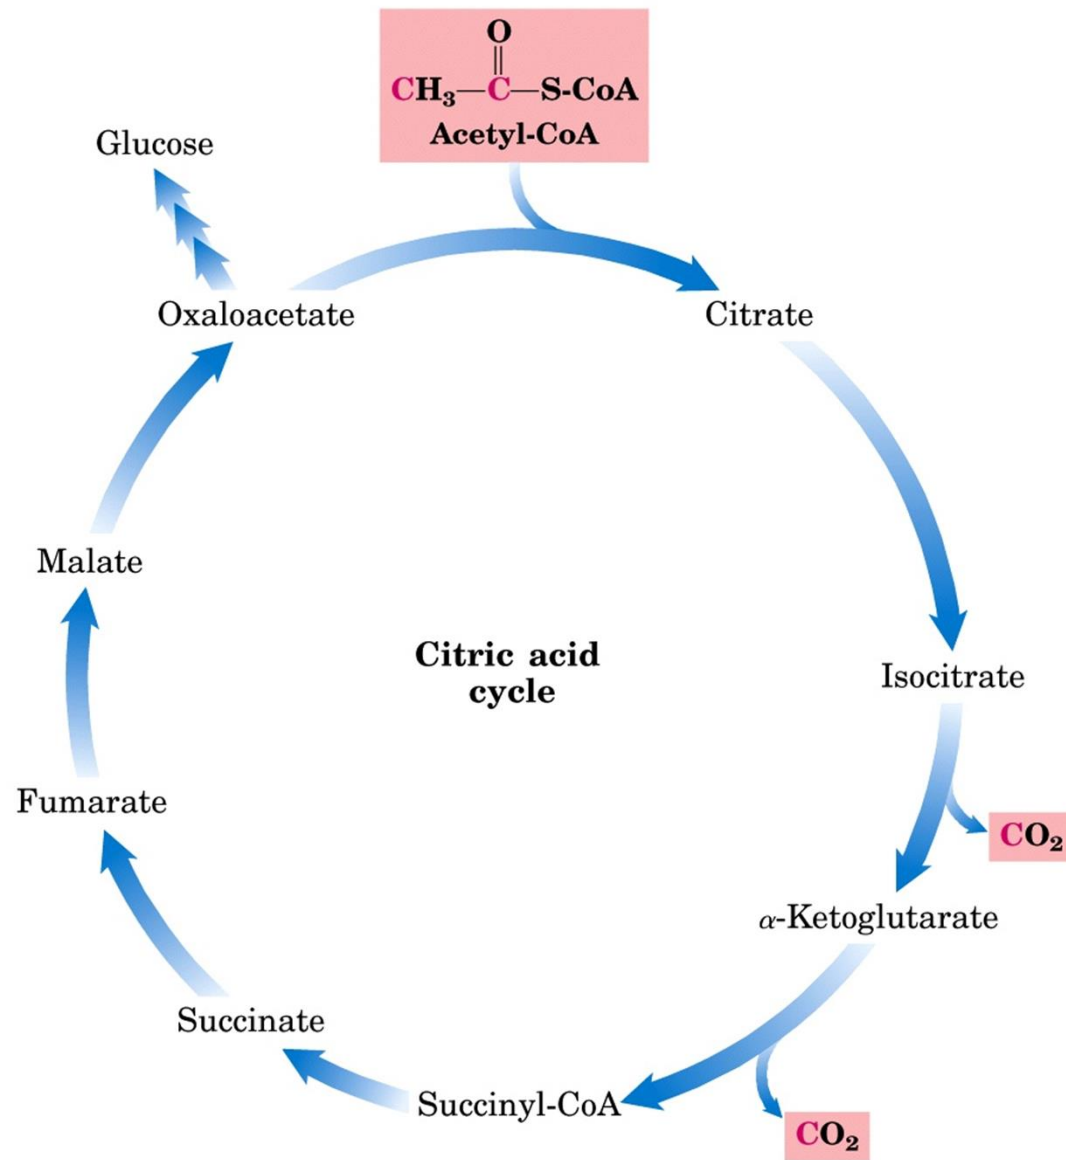 O
CH₃—C—S-CoA
Acetyl-CoA
Glucose
Oxaloacetate
Citrate
Malate
Citric acid
cycle
Isocitrate
Fumarate
CO₂
α-Ketoglutarate
Succinate
Succinyl-CoA
CO₂